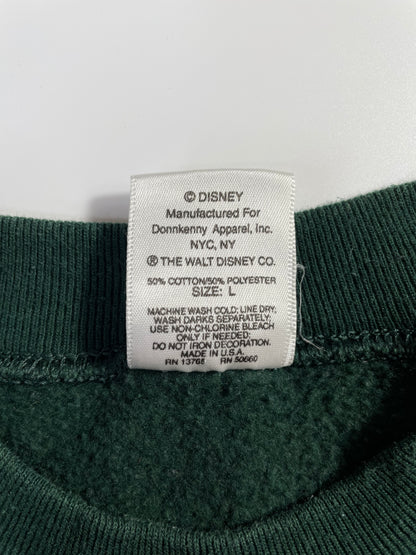 © DISNEY
Manufactured For
Donnkenny Apparel, Inc.
NYC, NY
® THE WALT DISNEY CO.
50% COTTON/50% POLYESTER
SIZE: L
MACHINE WASH COLD; LINE DRY;
WASH DARKS SEPARATELY;
USE NON-CHLORINE BLEACH
ONLY IF NEEDED:
DO NOT IRON DECORATION.
MADE IN U.S.A.
RN 13765 RN 50660